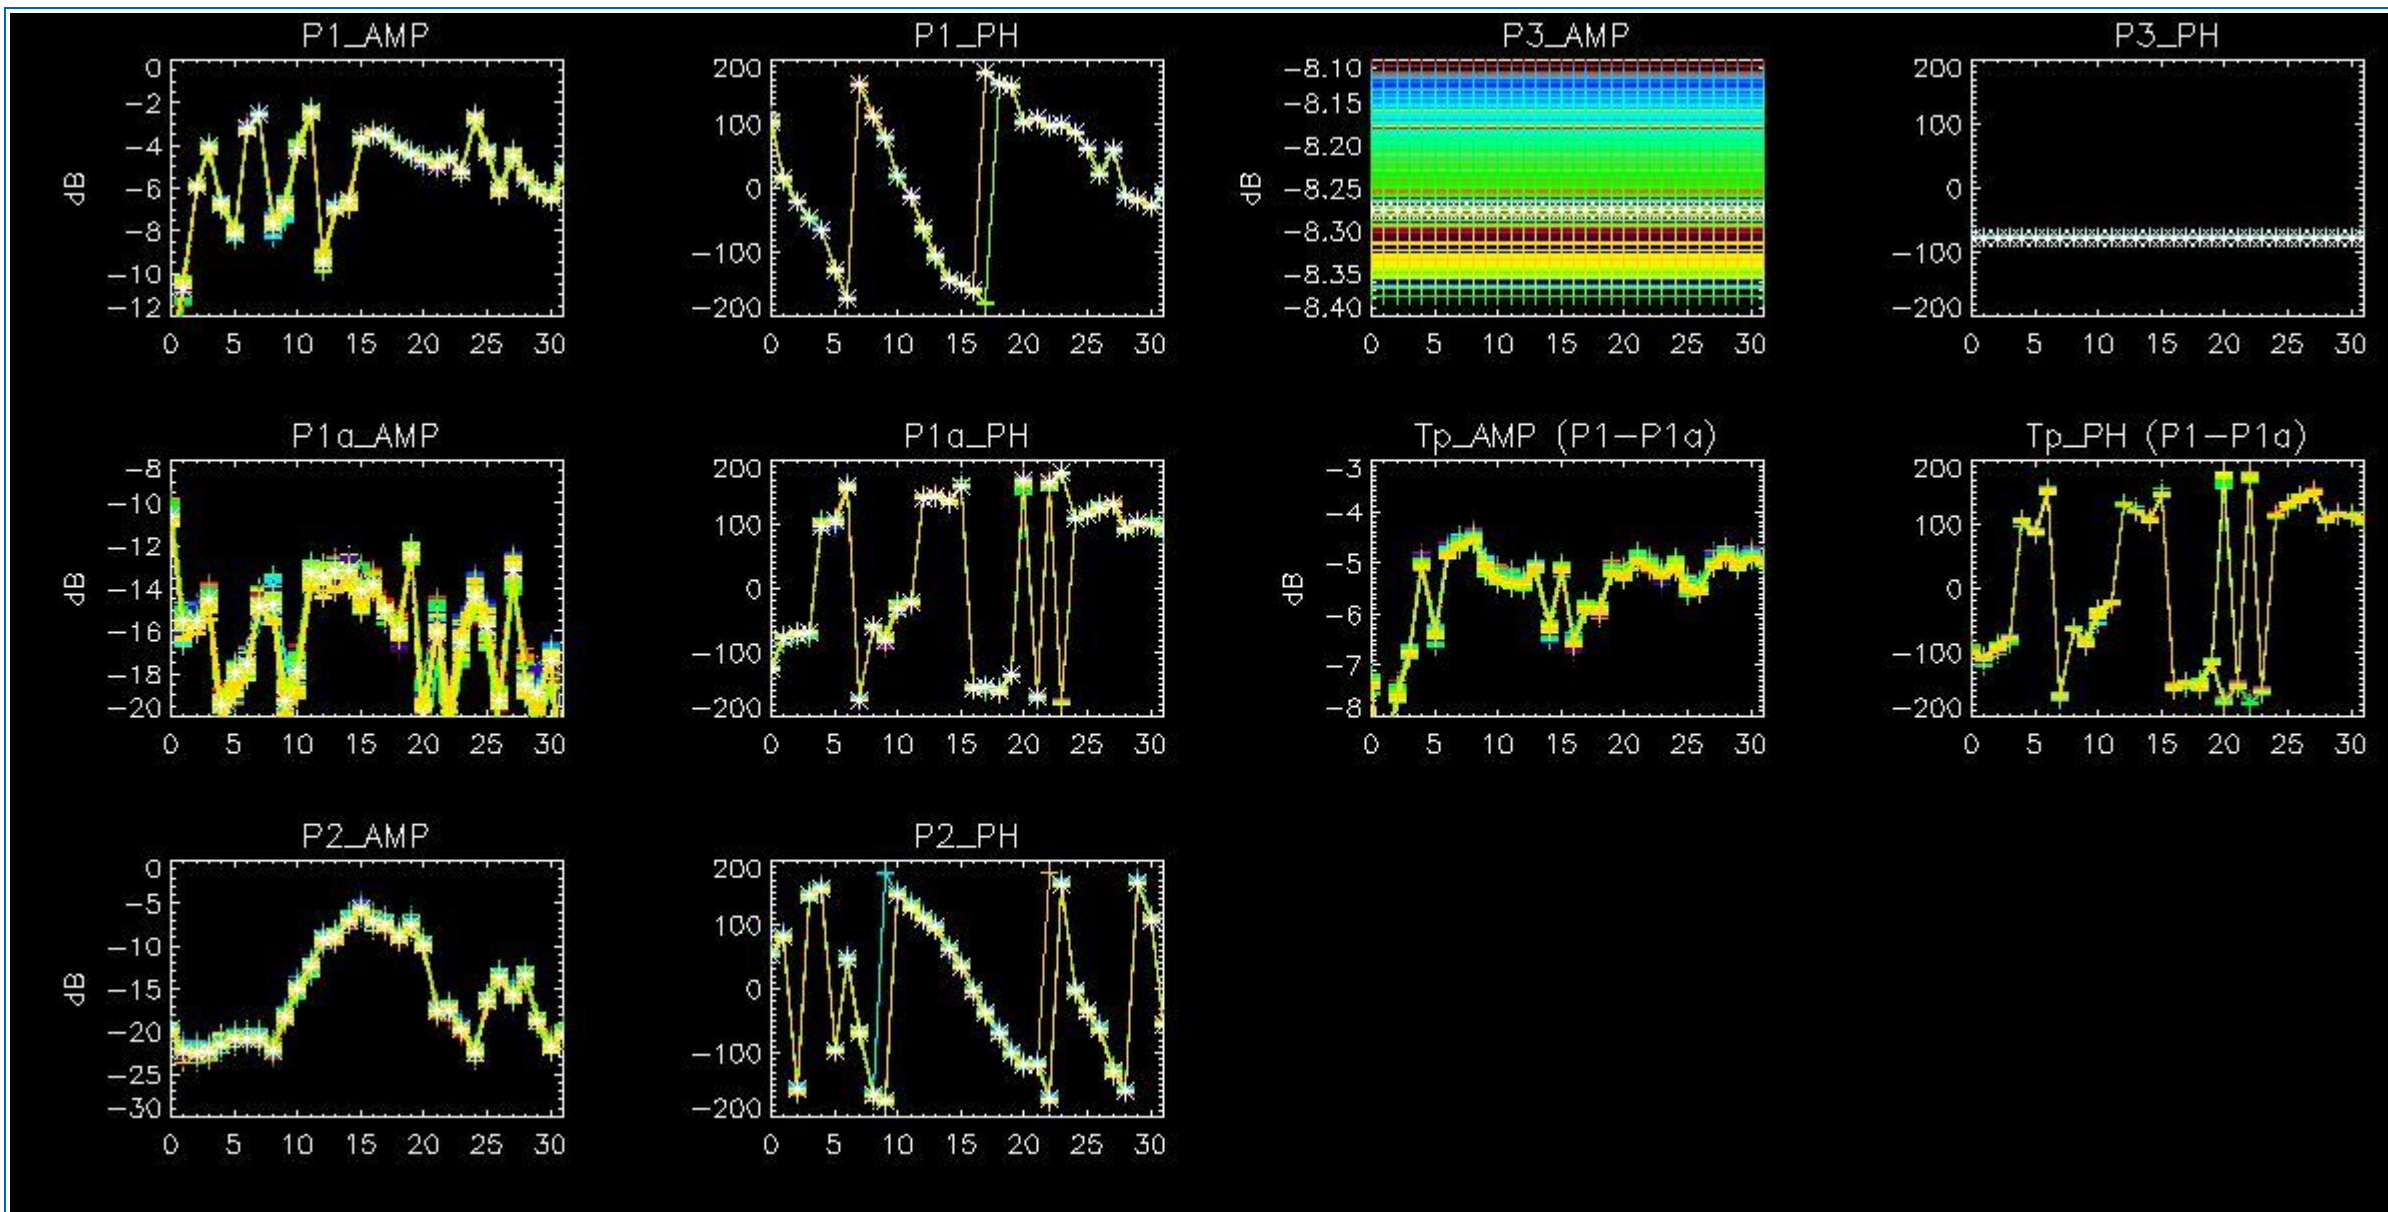 P1_AMP
0
−2
−4
−6
−8
−10
−12
dB
0 5 10 15 20 25 30
P1_PH
200
100
0
−100
−200
0 5 10 15 20 25 30
P3_AMP
−8.10
−8.15
−8.20
−8.25
−8.30
−8.35
−8.40
dB
0 5 10 15 20 25 30
P3_PH
200
100
0
−100
−200
0 5 10 15 20 25 30
P1a_AMP
−8
−10
−12
−14
−16
−18
−20
dB
0 5 10 15 20 25 30
P1a_PH
200
100
0
−100
−200
0 5 10 15 20 25 30
Tp_AMP (P1−P1a)
−3
−4
−5
−6
−7
−8
dB
0 5 10 15 20 25 30
Tp_PH (P1−P1a)
200
100
0
−100
−200
0 5 10 15 20 25 30
P2_AMP
0
−5
−10
−15
−20
−25
−30
dB
0 5 10 15 20 25 30
P2_PH
200
100
0
−100
−200
0 5 10 15 20 25 30